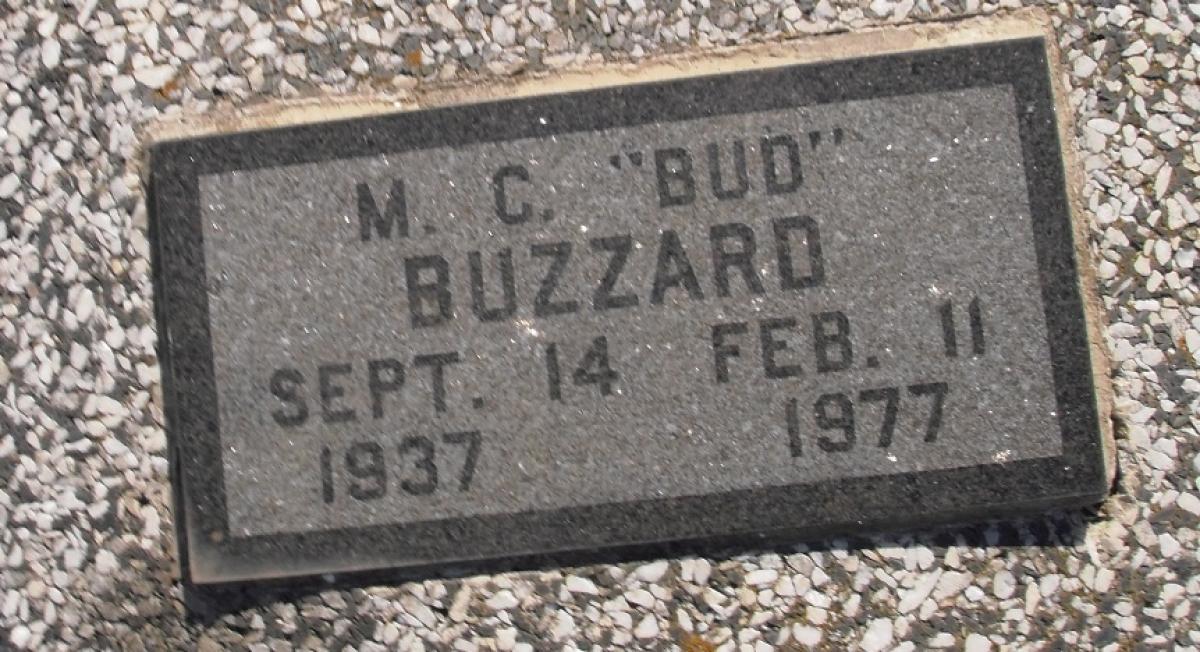 M. C. "BUD"
BUZZARD
SEPT. 14 FEB. 11
1937 1977